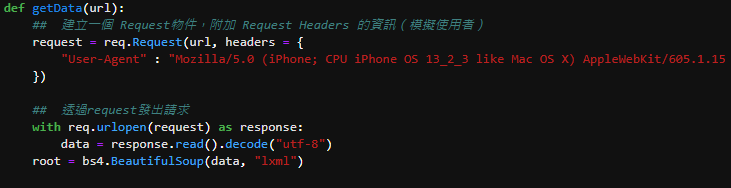 def getData(url):
## 建立一個 Request物件，附加 Request Headers 的資訊（模擬使用者）
request = req.Request(url, headers = {
"User-Agent" : "Mozilla/5.0 (iPhone; CPU iPhone OS 13_2_3 like Mac OS X) AppleWebKit/605.1.15
})
## 透過request發出請求
with req.urlopen(request) as response:
data = response.read().decode("utf-8")
root = bs4.BeautifulSoup(data, "lxml")